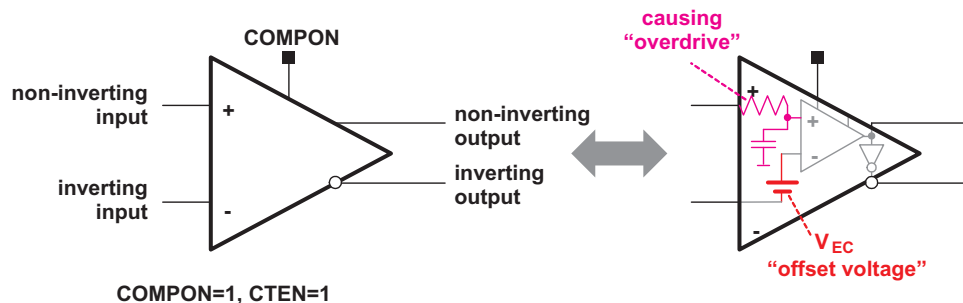 causing
“overdrive”
COMPON
non-inverting
input
+
non-inverting
output
inverting
output
inverting
input
-
+
+
-
-
VEC
“offset voltage”
COMPON=1, CTEN=1